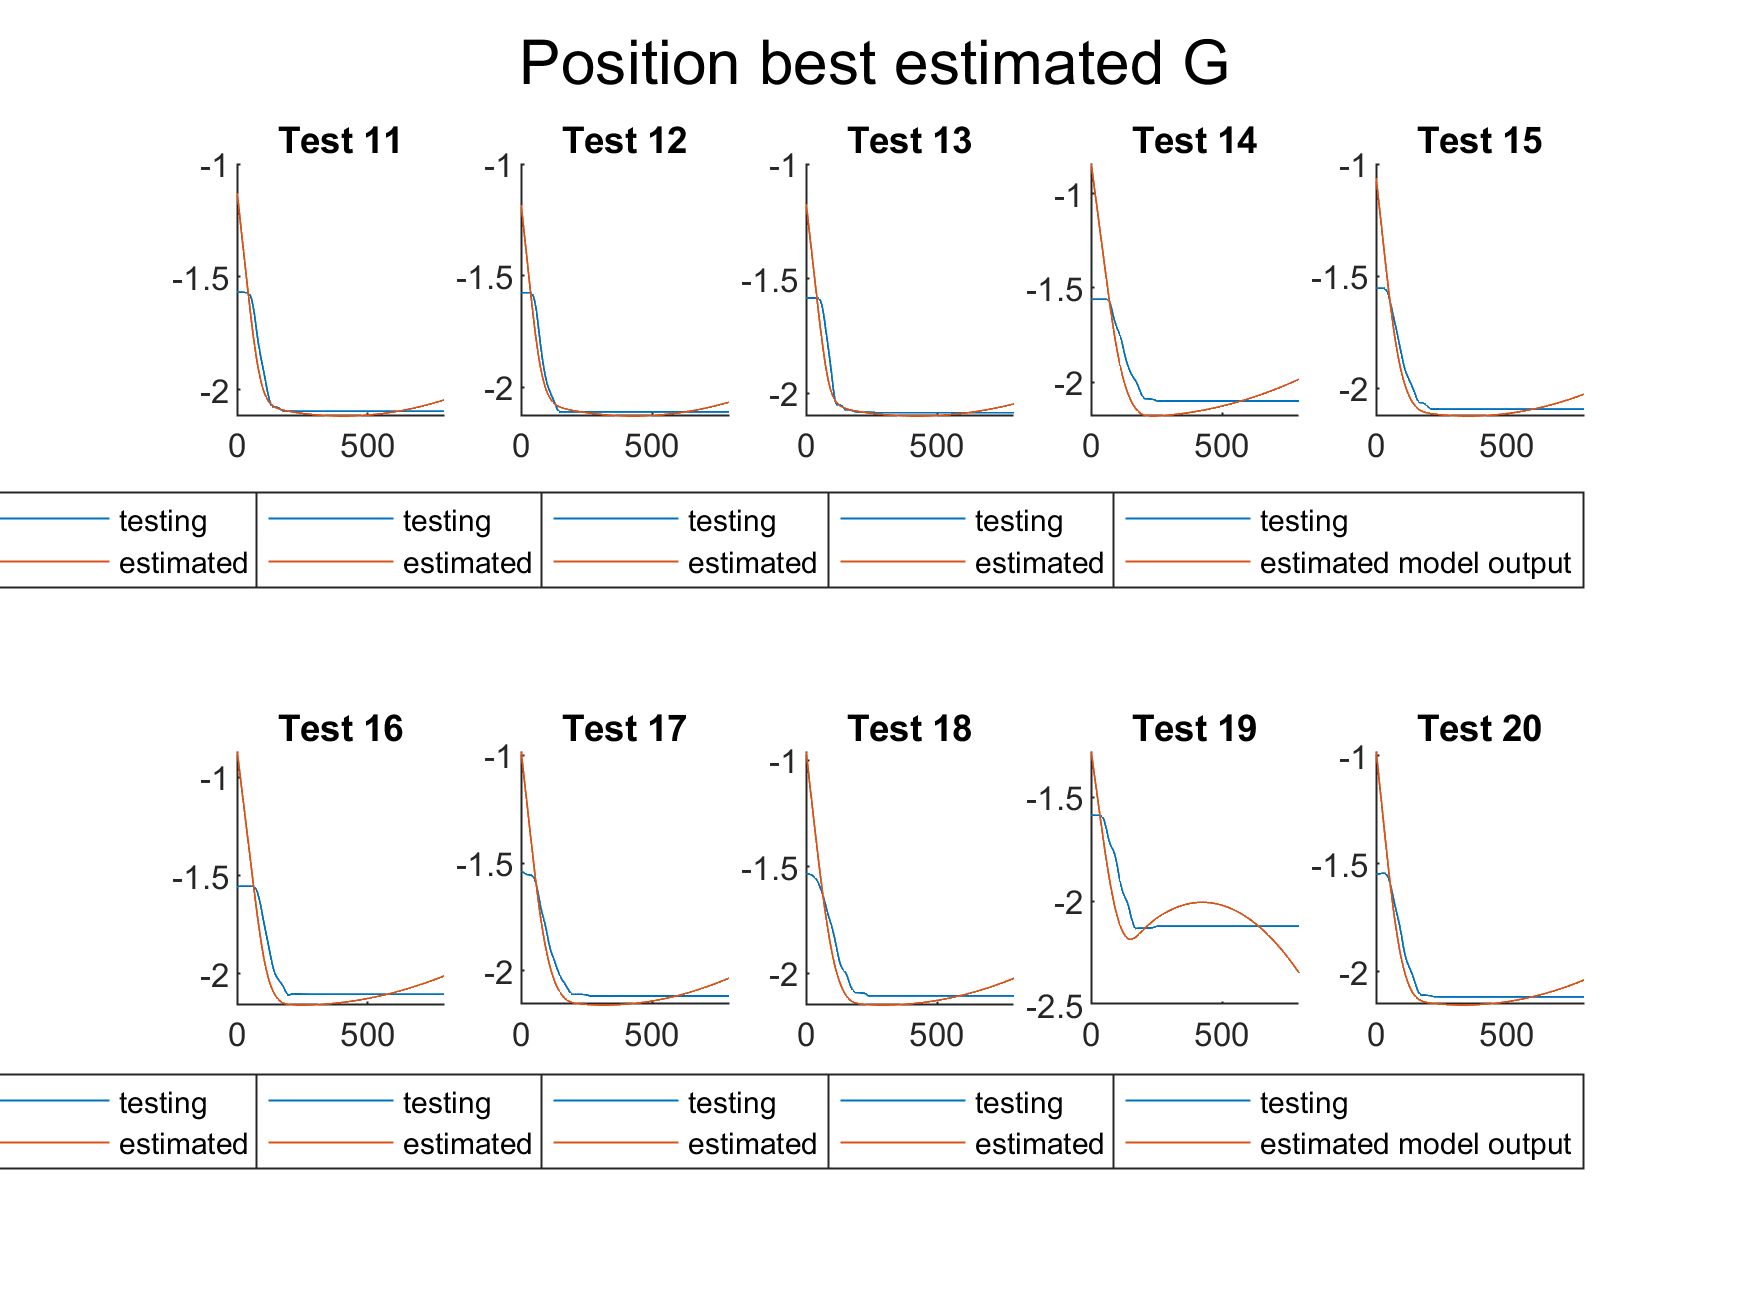 Position best estimated G
Test 11 Test 12 Test 13 Test 14 Test 15
-1 -1 -1 -1 -1
-1.5 -1.5 -1.5 -1.5 -1.5
-2 -2 -2 -2 -2
0 500 0 500 0 500 0 500 0 500
testing testing testing testing testing
estimated estimated estimated estimated estimated model output
Test 16 Test 17 Test 18 Test 19 Test 20
-1 -1 -1 -1.5 -1
-1.5 -1.5 -1.5 -2 -1.5
-2 -2 -2 -2.5 -2
0 500 0 500 0 500 0 500 0 500
testing testing testing testing testing
estimated estimated estimated estimated estimated model output